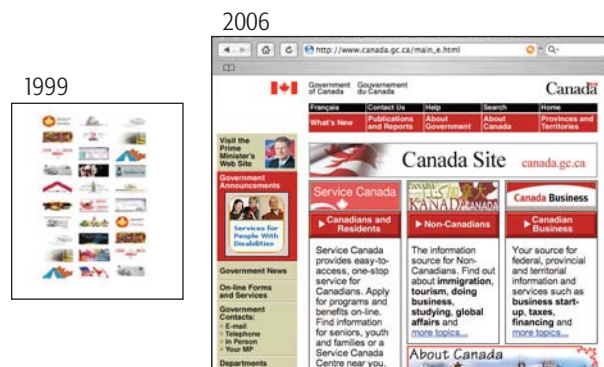 2006
http://www.canada.gc.ca/main_e.html
1999
Government of Canada
Gouvernement du Canada
Canada
Français
Contact Us
Help
Search
Home
What's New
Publications and Reports
About Government
About Canada
Provinces and Territories
Visit the
Prime
Minister's
Web Site
Canada Site canada.gc.ca
Government
Announcements
Services for
People With
Disabilities
Government News
On-line Forms
and Services
Government
Contacts:
E-mail
Telephone
In Person
Your MP
Departments
Service Canada
Canadians and
Residents
Service Canada
provides easy-to-
access, one-stop
service for
Canadians. Apply
for programs and
benefits on-line.
Find information
for seniors, youth
and families or a
Service Canada
Centre near you.
CANADA
KANADA
CANADA
Non-Canadians
The information
source for Non-
Canadians. Find out
about immigration,
tourism, doing
business,
studying, global
affairs and
more topics...
Canada Business
Canadian
Business
Your source for
federal, provincial
and territorial
information and
services such as
business start-
up, taxes,
financing and
more topics...
About Canada